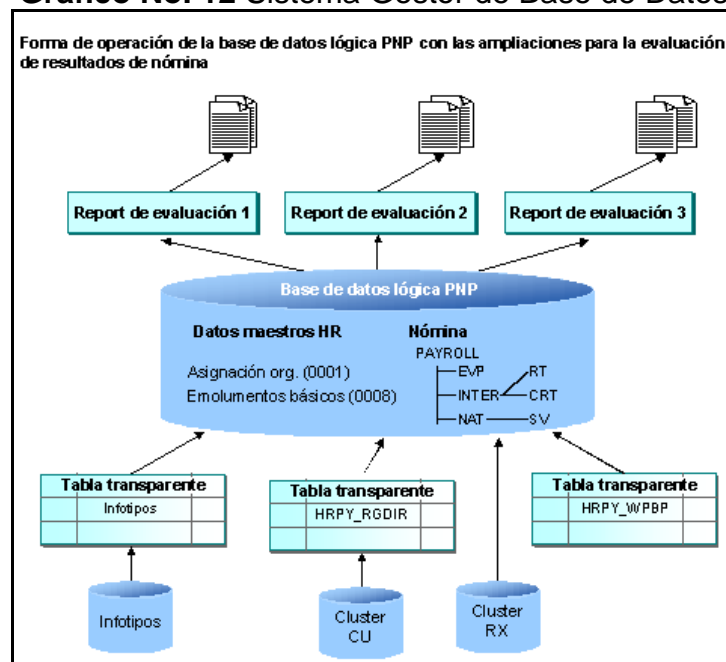 Gráfico No. 12 Sistema Gestor de Base de Datos
Forma de operación de la base de datos lógica PNP con las ampliaciones para la evaluación
de resultados de nómina
Report de evaluación 1
Report de evaluación 2
Report de evaluación 3
Base de datos lógica PNP
Datos maestros HR
Nómina
PAYROLL
Asignación org. (0001)
EVP
RT
Emolumentos básicos (0008)
INTER
CRT
NAT
SV
Tabla transparente
Infotipos
Tabla transparente
HRPY_RGDIR
Tabla transparente
HRPY_WPBP
Infotipos
Cluster
CU
Cluster
RX